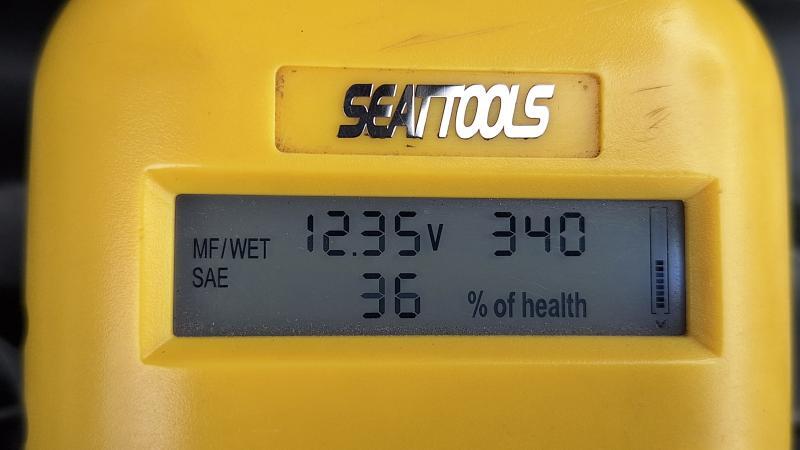 SEATTOOLS
MF/WET 12.35V 340
SAE 36 % of health